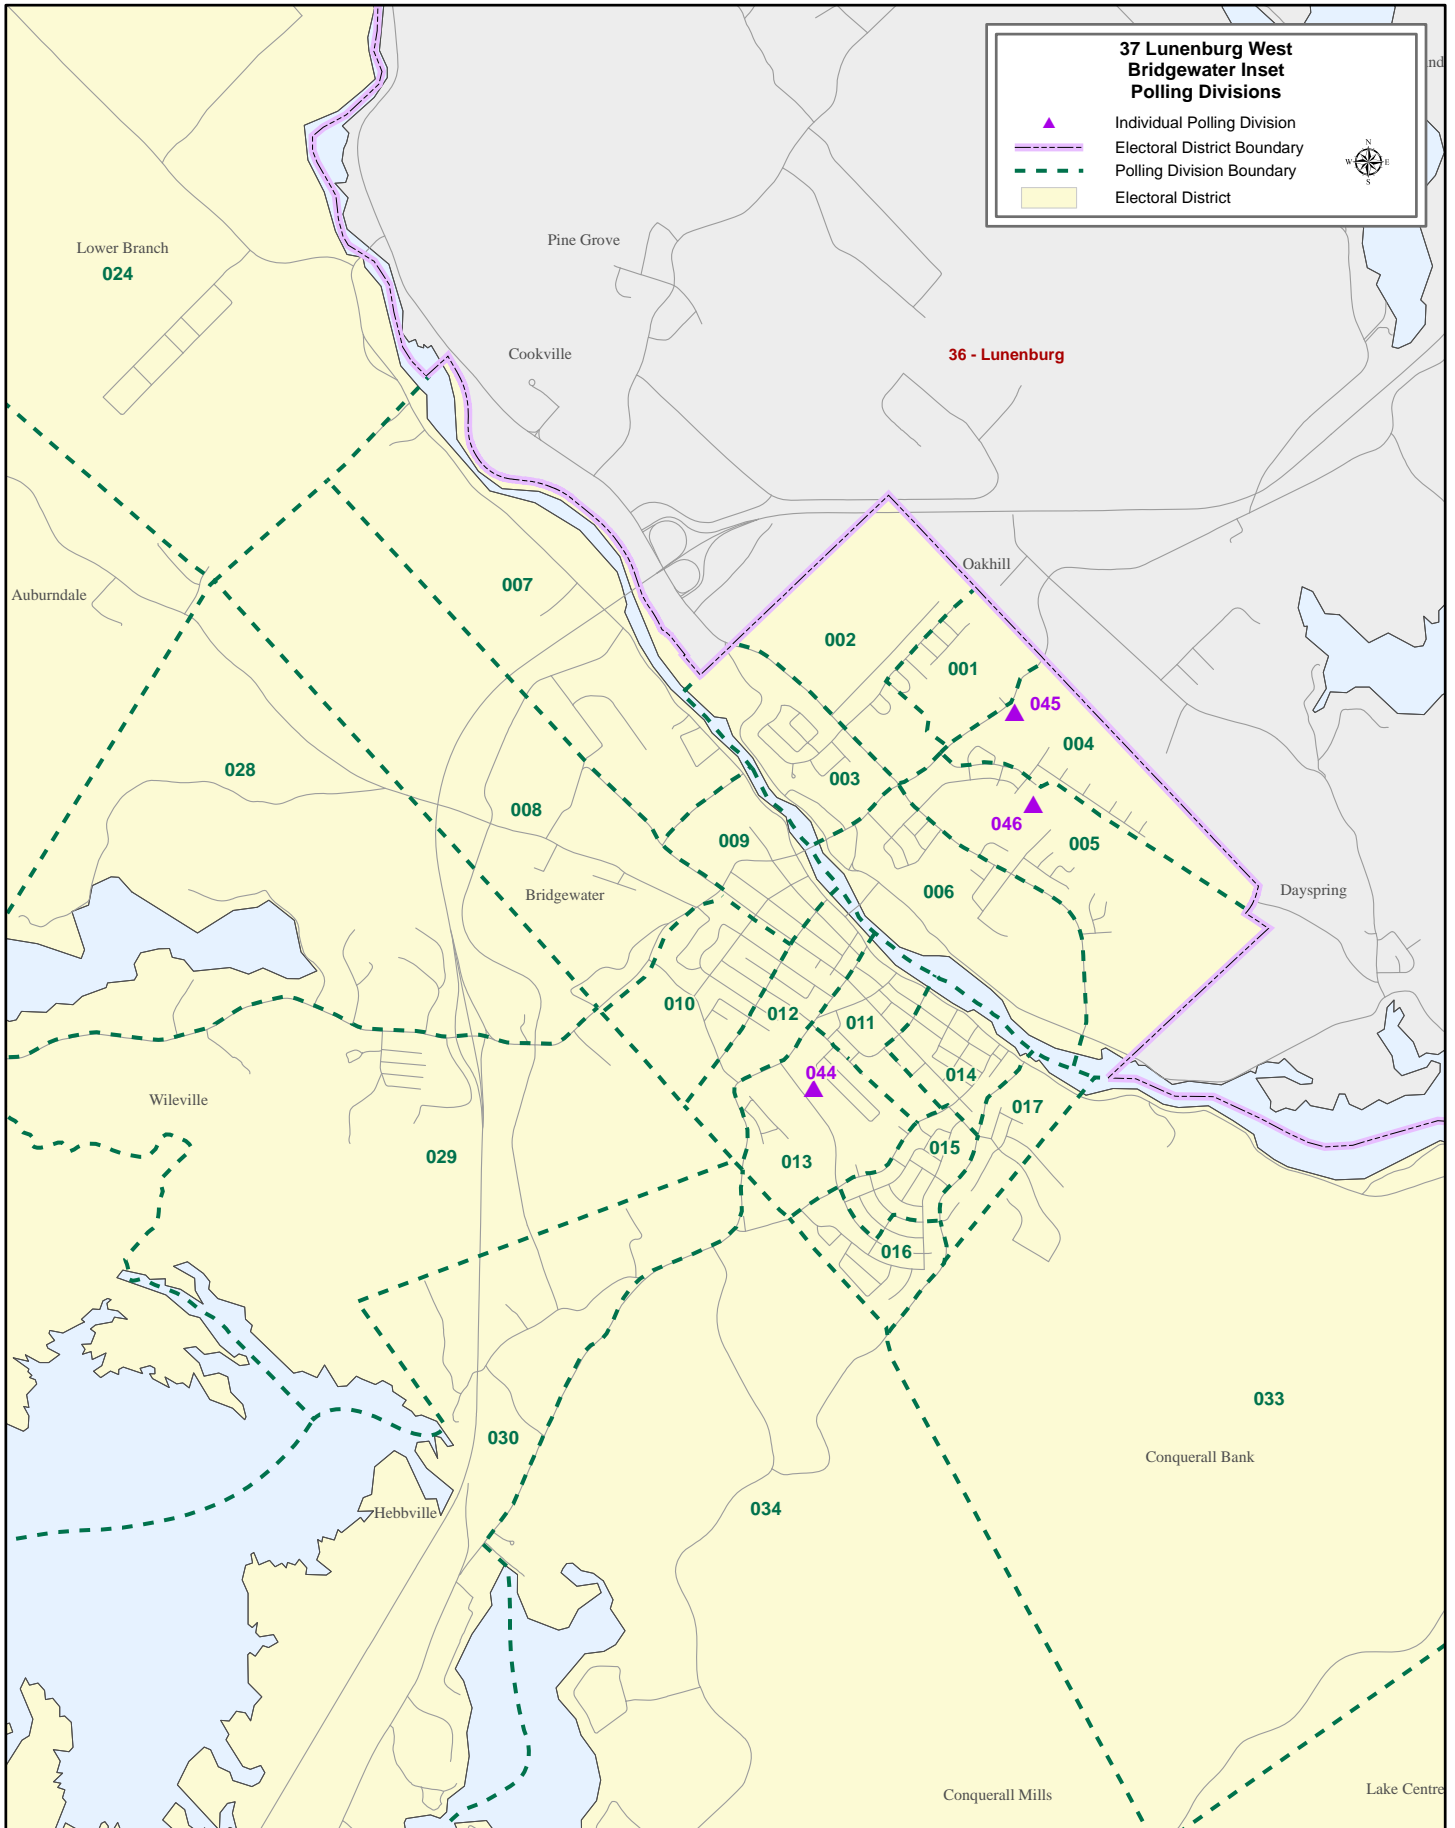 37 Lunenburg West
Bridgewater Inset
Polling Divisions
Individual Polling Division
Electoral District Boundary
Polling Division Boundary
Electoral District
N
W E
S
nd
Lower Branch
024
Pine Grove
Cookville
36 - Lunenburg
Oakhill
007
Auburndale
002
001
045
004
028
003
008
046
009
005
Bridgewater
006
Dayspring
010
012
011
044
014
Wileville
017
015
029
013
016
033
030
Conquerall Bank
034
Hebbville
Conquerall Mills
Lake Centre